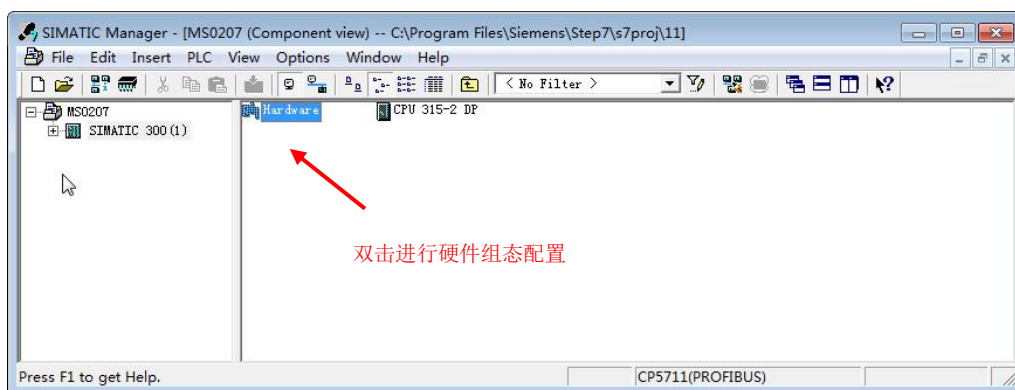 SIMATIC Manager - [MS0207 (Component view) -- C:\Program Files\Siemens\Step7\s7proj\11]
File Edit Insert PLC View Options Window Help
< No Filter >
MS0207
SIMATIC 300(1)
Hardware CPU 315-2 DP
双击进行硬件组态配置
Press F1 to get Help. CP5711(PROFIBUS)